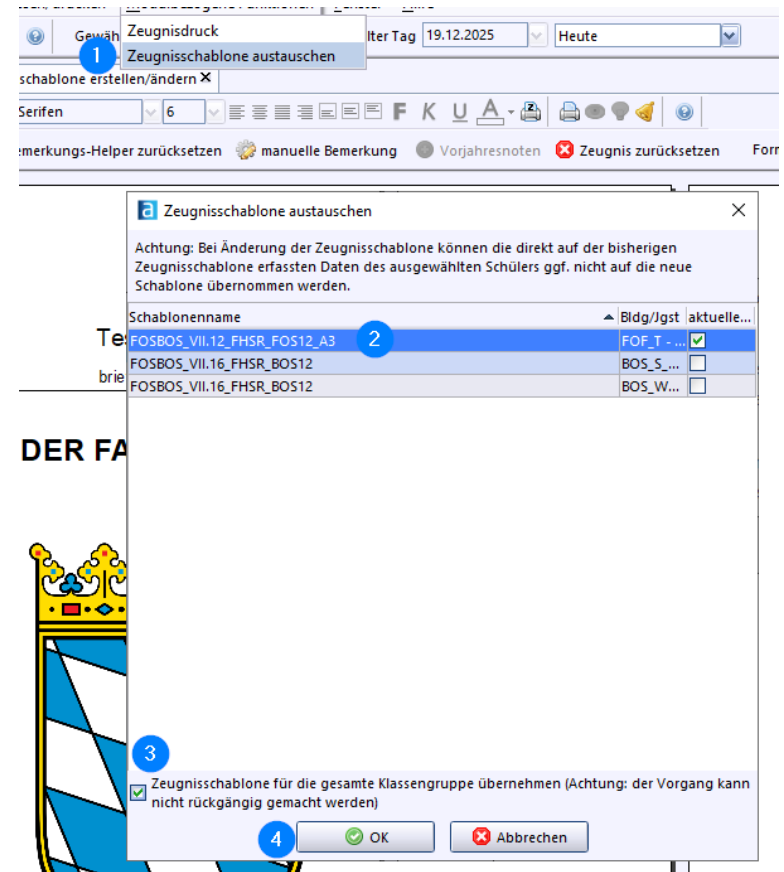 Modulbezogene Funktionen
Gewäh
Zeugnisdruck
lter Tag 19.12.2025 Heute
1
Zeugnisschablone austauschen
schablone erstellen/ändern X
Serifen 6 F K U A
emerkungs-Helper zurücksetzen manuelle Bemerkung Vorjahresnoten Zeugnis zurücksetzen Form
a Zeugnisschablone austauschen
Achtung: Bei Änderung der Zeugnisschablone können die direkt auf der bisherigen
Zeugnisschablone erfassten Daten des ausgewählten Schülers ggf. nicht auf die neue
Schablone übernommen werden.
Schablonenname Bldg/Jgst aktuelle...
Te
FOSBOS_VII.12_FHSR_FOS12_A3 2 FOF_T - ...
FOSBOS_VII.16_FHSR_BOS12 BOS_S_...
brie
FOSBOS_VII.16_FHSR_BOS12 BOS_W...
DER FA
3
Zeugnisschablone für die gesamte Klassengruppe übernehmen (Achtung: der Vorgang kann
nicht rückgängig gemacht werden)
4 OK Abbrechen